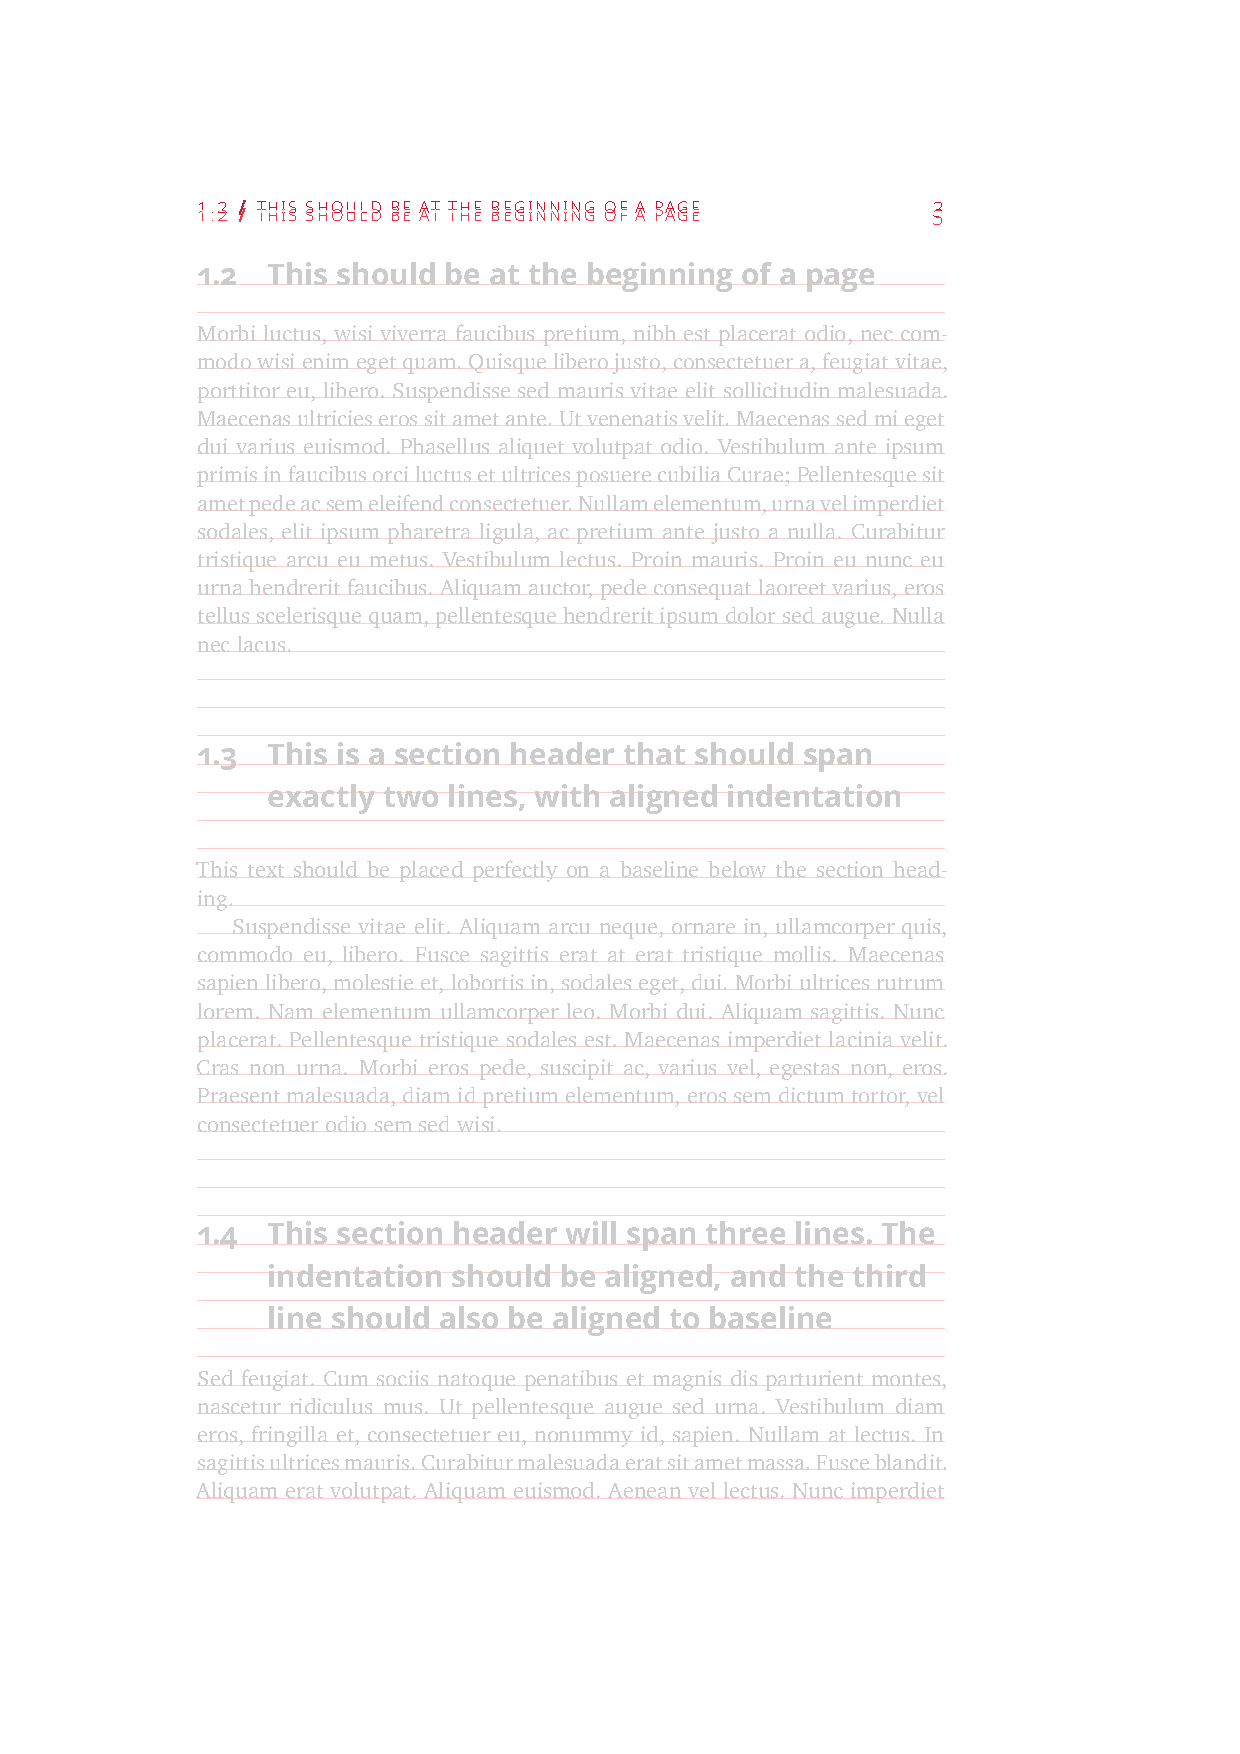 1.2 / THIS SHOULD BE AT THE BEGINNING OF A PAGE 3
1.2 This should be at the beginning of a page
Morbi luctus, wisi viverra faucibus pretium, nibh est placerat odio, nec com-
modo wisi enim eget quam. Quisque libero justo, consectetuer a, feugiat vitae,
porttitor eu, libero. Suspendisse sed mauris vitae elit sollicitudin malesuada.
Maecenas ultricies eros sit amet ante. Ut venenatis velit. Maecenas sed mi eget
dui varius euismod. Phasellus aliquet volutpat odio. Vestibulum ante ipsum
primis in faucibus orci luctus et ultrices posuere cubilia Curae; Pellentesque sit
amet pede ac sem eleifend consectetuer. Nullam elementum, urna vel imperdiet
sodales, elit ipsum pharetra ligula, ac pretium ante justo a nulla. Curabitur
tristique arcu eu metus. Vestibulum lectus. Proin mauris. Proin eu nunc eu
urna hendrerit faucibus. Aliquam auctor, pede consequat laoreet varius, eros
tellus scelerisque quam, pellentesque hendrerit ipsum dolor sed augue. Nulla
nec lacus.
1.3 This is a section header that should span
exactly two lines, with aligned indentation
This text should be placed perfectly on a baseline below the section head-
ing.
Suspendisse vitae elit. Aliquam arcu neque, ornare in, ullamcorper quis,
commodo eu, libero. Fusce sagittis erat at erat tristique mollis. Maecenas
sapien libero, molestie et, lobortis in, sodales eget, dui. Morbi ultrices rutrum
lorem. Nam elementum ullamcorper leo. Morbi dui. Aliquam sagittis. Nunc
placerat. Pellentesque tristique sodales est. Maecenas imperdiet lacinia velit.
Cras non urna. Morbi eros pede, suscipit ac, varius vel, egestas non, eros.
Praesent malesuada, diam id pretium elementum, eros sem dictum tortor, vel
consectetuer odio sem sed wisi.
1.4 This section header will span three lines. The
indentation should be aligned, and the third
line should also be aligned to baseline
Sed feugiat. Cum sociis natoque penatibus et magnis dis parturient montes,
nascetur ridiculus mus. Ut pellentesque augue sed urna. Vestibulum diam
eros, fringilla et, consectetuer eu, nonummy id, sapien. Nullam at lectus. In
sagittis ultrices mauris. Curabitur malesuada erat sit amet massa. Fusce blandit.
Aliquam erat volutpat. Aliquam euismod. Aenean vel lectus. Nunc imperdiet